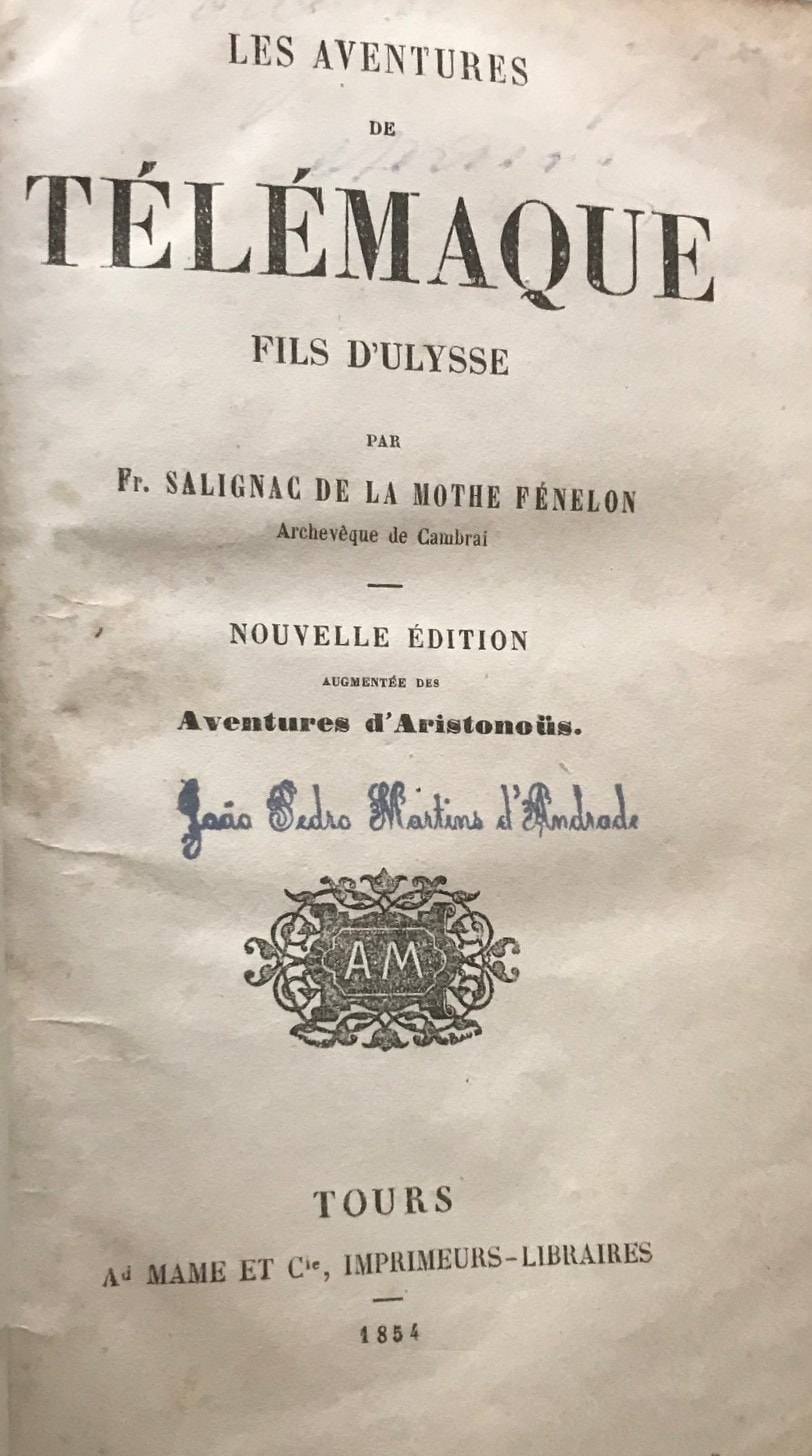 LES AVENTURES
DE
TÉLÉMAQUE
FILS D'ULYSSE
PAR
Fr. SALIGNAC DE LA MOTHE FÉNELON
Archevêque de Cambrai
NOUVELLE ÉDITION
AUGMENTÉE DES
Aventures d'Aristonoüs.
João Pedro Martins d'Andrade
AM
TOURS
Ad MAME ET Cie, IMPRIMEURS-LIBRAIRES
1854